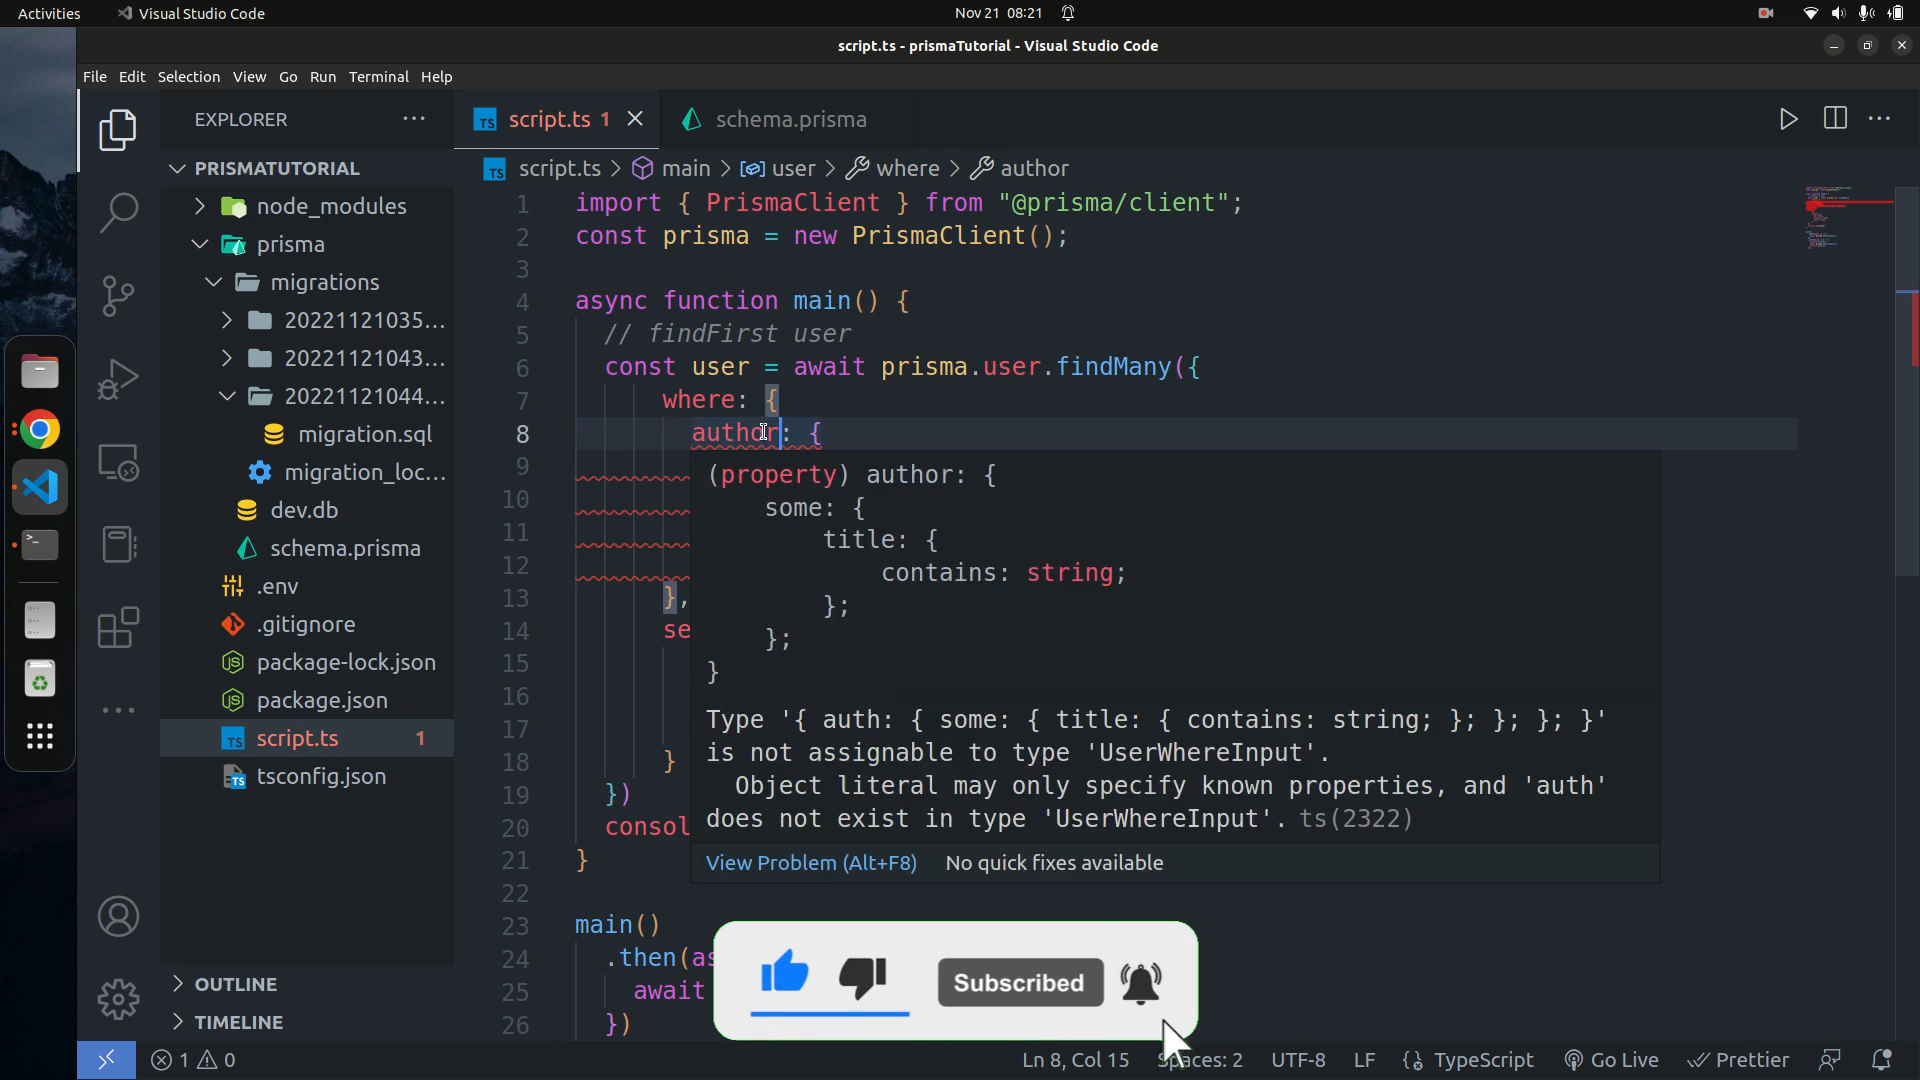 Activities
Visual Studio Code
Nov 21 08:21
script.ts - prismaTutorial - Visual Studio Code
File Edit Selection View Go Run Terminal Help
EXPLORER
script.ts 1
schema.prisma
PRISMATUTORIAL
script.ts > main > user > where > author
node_modules
prisma
migrations
20221121035...
20221121043...
20221121044...
migration.sql
migration_loc...
dev.db
schema.prisma
.env
.gitignore
package-lock.json
package.json
script.ts 1
tsconfig.json
OUTLINE
TIMELINE
1 import { PrismaClient } from "@prisma/client";
2 const prisma = new PrismaClient();
3
4 async function main() {
5 // findFirst user
6 const user = await prisma.user.findMany({
7 where: {
8 author: {
9
10
11
12
13 },
14 se
15
16
17
18 }
19 })
20 consol
21 }
22
23 main()
24 .then(as
25 await
26 })
(property) author: {
some: {
title: {
contains: string;
};
};
}
Type '{ auth: { some: { title: { contains: string; }; }; }; }'
is not assignable to type 'UserWhereInput'.
Object literal may only specify known properties, and 'auth'
does not exist in type 'UserWhereInput'. ts(2322)
View Problem (Alt+F8) No quick fixes available
Subscribed
1 0
Ln 8, Col 15 Spaces: 2 UTF-8 LF {} TypeScript Go Live Prettier